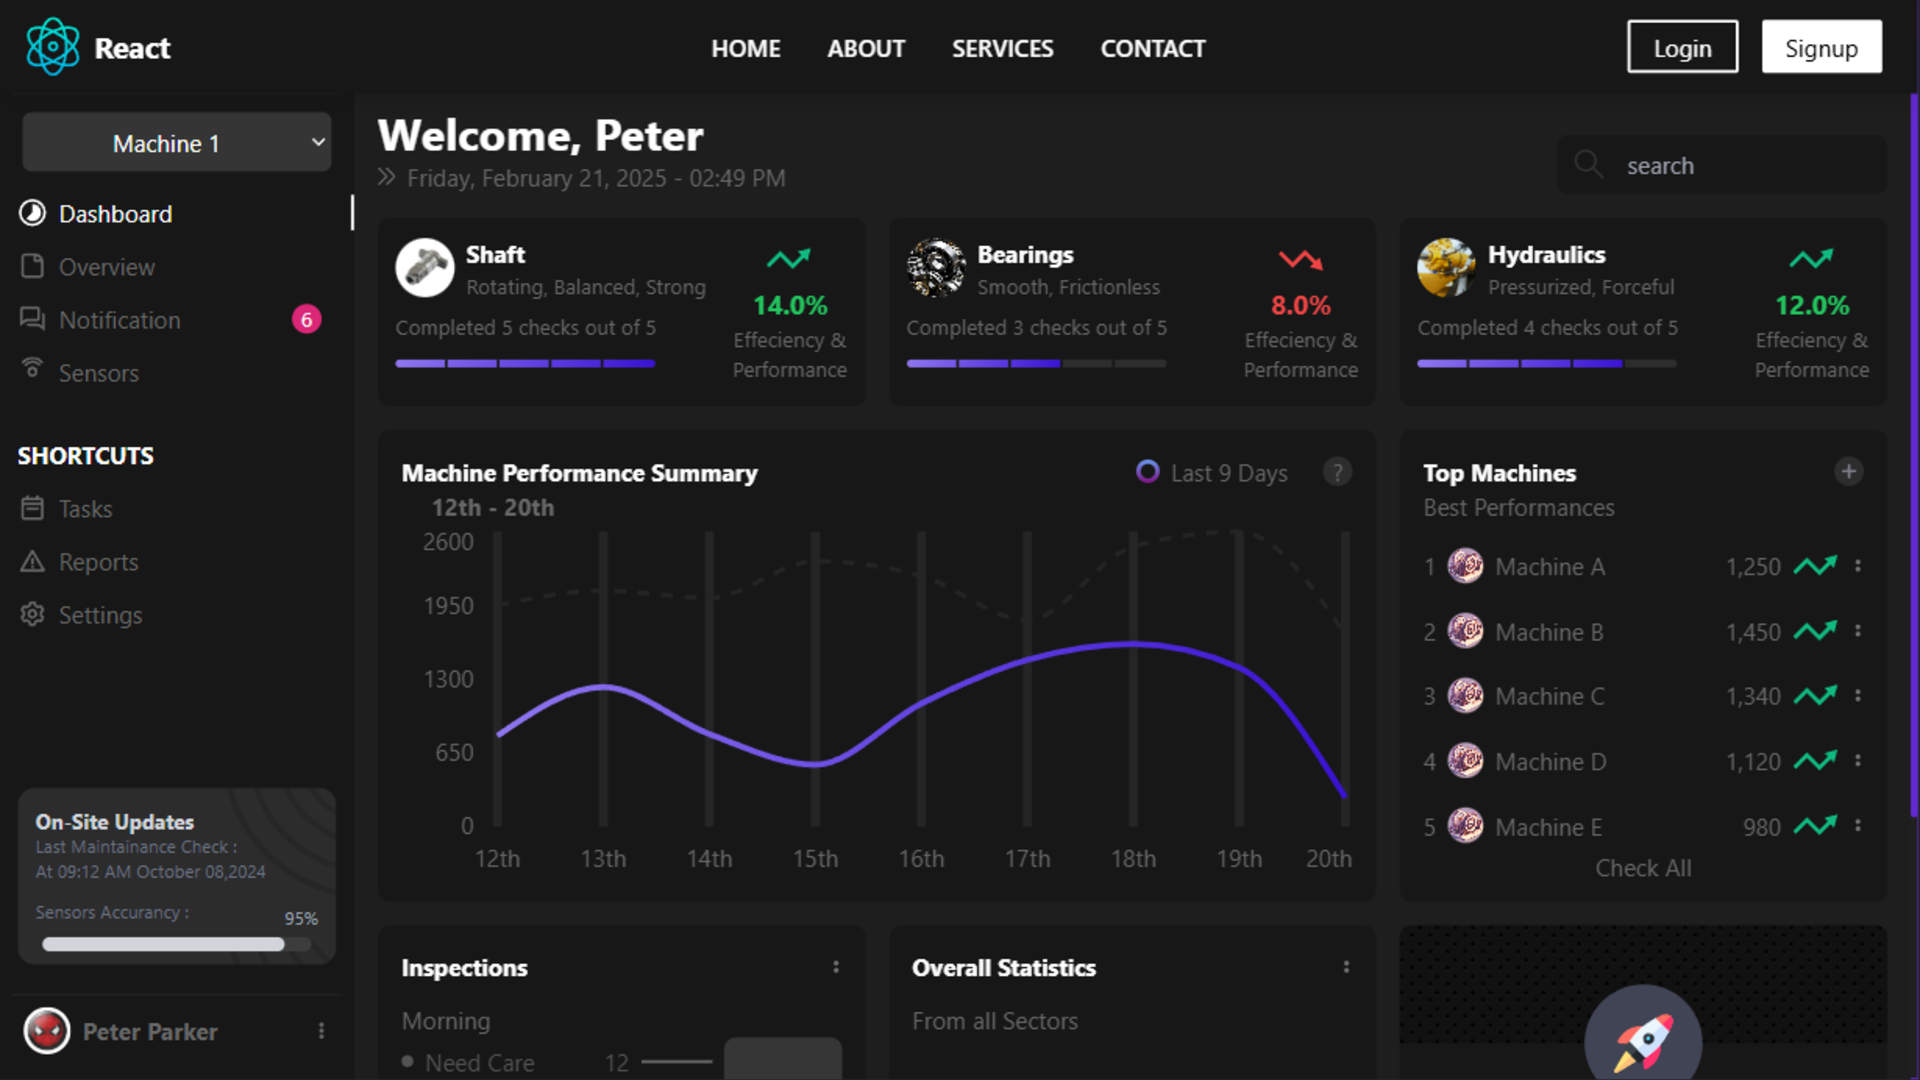 React
HOME ABOUT SERVICES CONTACT
Login Signup
Machine 1
Dashboard
Overview
Notification 6
Sensors
SHORTCUTS
Tasks
Reports
Settings
On-Site Updates
Last Maintainance Check :
At 09:12 AM October 08,2024
Sensors Accurancy : 95%
Peter Parker
Welcome, Peter
Friday, February 21, 2025 - 02:49 PM
search
Shaft
Rotating, Balanced, Strong
Completed 5 checks out of 5
14.0%
Effeciency &
Performance
Bearings
Smooth, Frictionless
Completed 3 checks out of 5
8.0%
Effeciency &
Performance
Hydraulics
Pressurized, Forceful
Completed 4 checks out of 5
12.0%
Effeciency &
Performance
Machine Performance Summary
Last 9 Days ?
12th - 20th
2600
1950
1300
650
0
12th 13th 14th 15th 16th 17th 18th 19th 20th
Top Machines
Best Performances
1 Machine A 1,250
2 Machine B 1,450
3 Machine C 1,340
4 Machine D 1,120
5 Machine E 980
Check All
Inspections
Morning
Need Care 12
Overall Statistics
From all Sectors